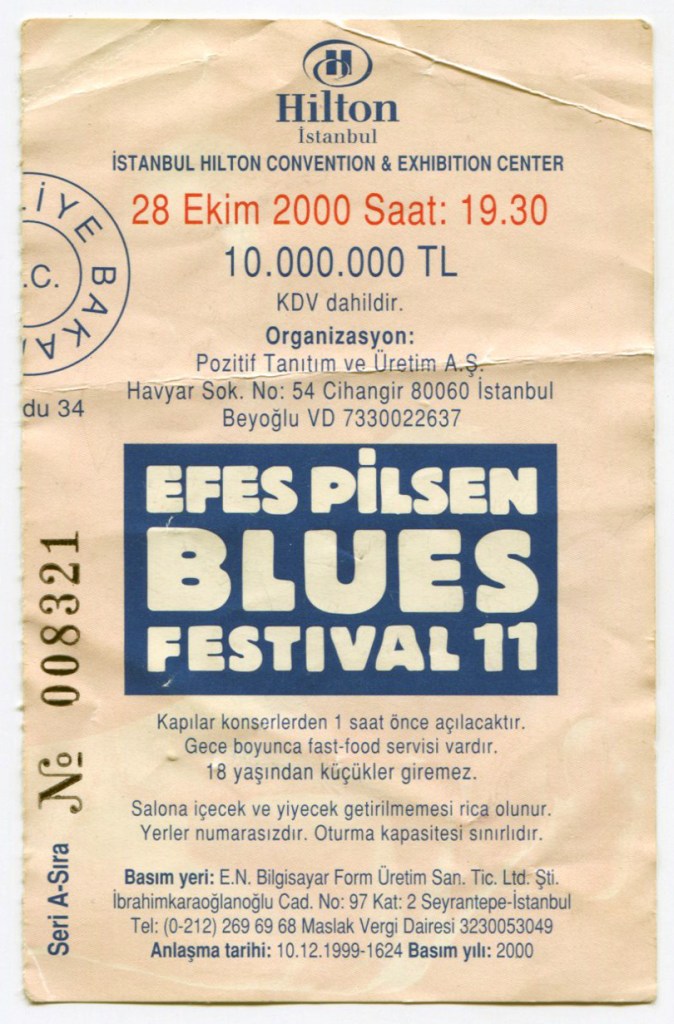 H
Hilton
İstanbul
İSTANBUL HILTON CONVENTION & EXHIBITION CENTER
28 Ekim 2000 Saat: 19.30
10.000.000 TL
KDV dahildir.
Organizasyon:
Pozitif Tanıtım ve Üretim A.Ş.
Havyar Sok. No: 54 Cihangir 80060 İstanbul
Beyoğlu VD 7330022637
LİYE BAKA
.C.
du 34
EFES PİLSEN
BLUES
FESTIVAL 11
Seri A-Sıra № 008321
Kapılar konserlerden 1 saat önce açılacaktır.
Gece boyunca fast-food servisi vardır.
18 yaşından küçükler giremez.
Salona içecek ve yiyecek getirilmemesi rica olunur.
Yerler numarasızdır. Oturma kapasitesi sınırlıdır.
Basım yeri: E.N. Bilgisayar Form Üretim San. Tic. Ltd. Şti.
İbrahimkaraoğlanoğlu Cad. No: 97 Kat: 2 Seyrantepe-İstanbul
Tel: (0-212) 269 69 68 Maslak Vergi Dairesi 3230053049
Anlaşma tarihi: 10.12.1999-1624 Basım yılı: 2000